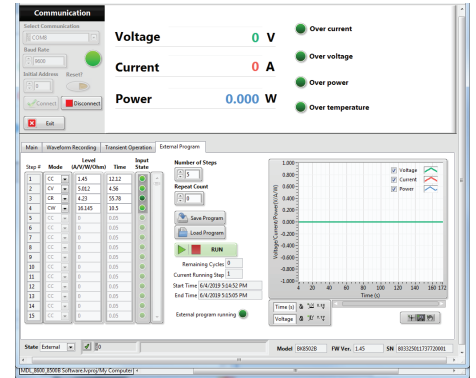 Communication
Select Communication
COM8
Baud Rate
9600
Initial Address Reset?
0
Connect Disconnect
Exit
Voltage 0 V
Current 0 A
Power 0.000 W
Over current
Over voltage
Over power
Over temperature
Main Waveform Recording Transient Operation External Program
Step # Mode Level (A/V/W/Ohm) Time Input State
1 CC 1.45 12.12
2 CV 5.012 4.56
3 CR 4.23 55.78
4 CW 16.145 10.5
5 CC 0 0.05
6 CC 0 0.05
7 CC 0 0.05
8 CC 0 0.05
9 CC 0 0.05
10 CC 0 0.05
11 CC 0 0.05
12 CC 0 0.05
13 CC 0 0.05
14 CC 0 0.05
15 CC 0 0.05
Number of Steps
5
Repeat Count
0
Save Program
Load Program
RUN
Remaining Cycles 0
Current Running Step 1
Start Time 6/4/2019 5:14:52 PM
End Time 6/4/2019 5:15:05 PM
External program running
Voltage/Current/Power(V/A/W)
1.000
0.800
0.600
0.400
0.200
0.000
-0.200
-0.400
-0.600
-0.800
-1.000
Voltage
Current
Power
4 20 40 60 80 100 120 140 160 172
Time (s)
Time (s)
Voltage
State External 0
Model BK8502B FW Ver. 1.45 SN 803325011737720001
MDL_8600_8500B Software.lvproj/My Computer